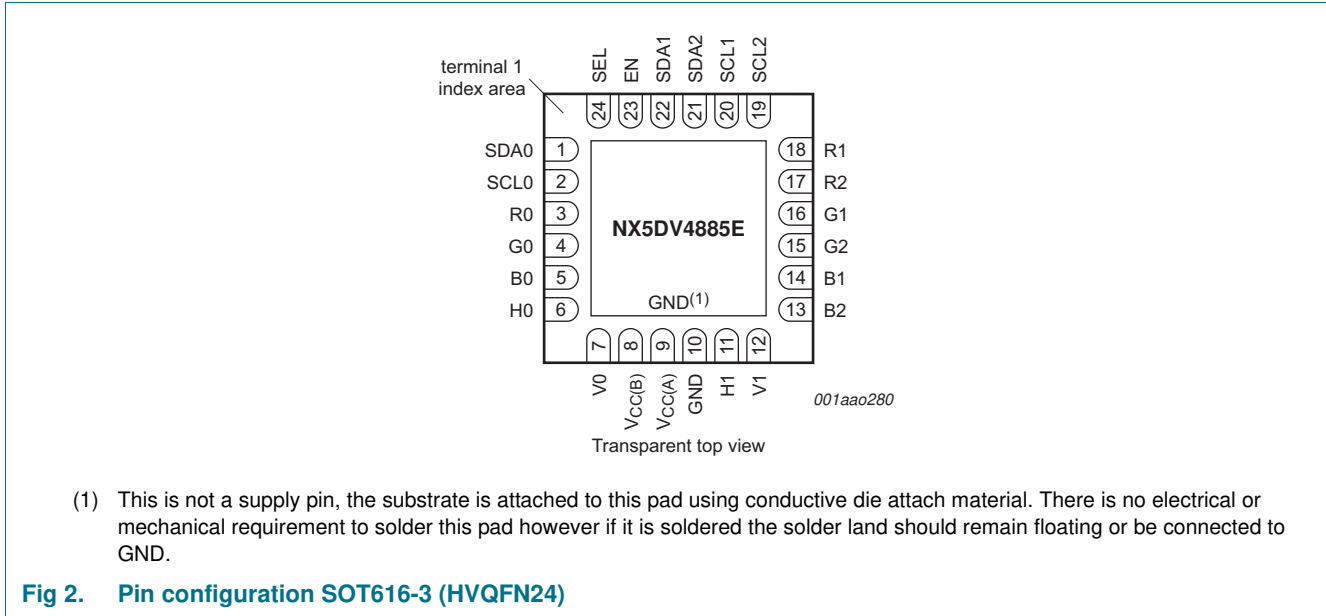 terminal 1
index area
SEL
EN
SDA1
SDA2
SCL1
SCL2
24
23
22
21
20
19
SDA0 1
18 R1
SCL0 2
17 R2
R0 3
16 G1
G0 4
NX5DV4885E
15 G2
B0 5
14 B1
H0 6
GND(1)
13 B2
7
8
9
10
11
12
V0
VCC(B)
VCC(A)
GND
H1
V1
001aao280
Transparent top view
(1) This is not a supply pin, the substrate is attached to this pad using conductive die attach material. There is no electrical or
mechanical requirement to solder this pad however if it is soldered the solder land should remain floating or be connected to
GND.
Fig 2. Pin configuration SOT616-3 (HVQFN24)